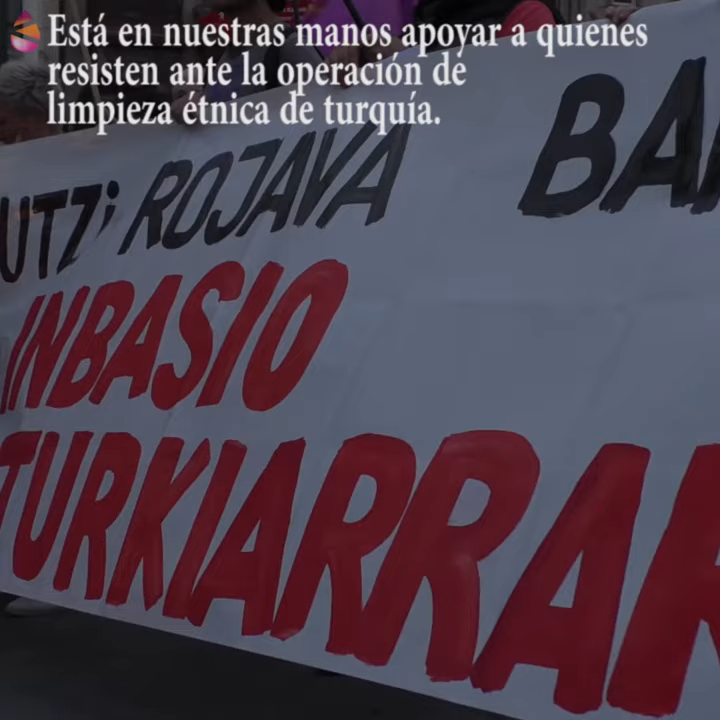 Está en nuestras manos apoyar a quienes
resisten ante la operación de
limpieza étnica de turquía.
UTZI ROJAVA BA
INBASIO
TURKIARRAR